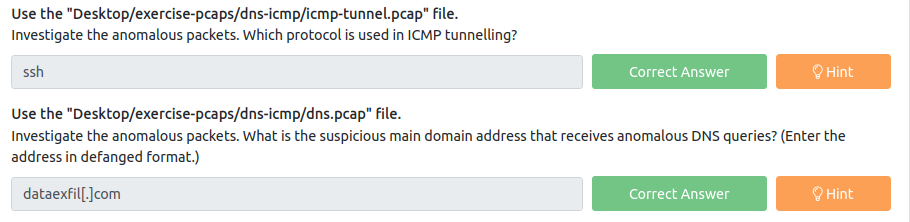 Use the "Desktop/exercise-pcaps/dns-icmp/icmp-tunnel.pcap" file.
Investigate the anomalous packets. Which protocol is used in ICMP tunnelling?
ssh
Correct Answer
Hint
Use the "Desktop/exercise-pcaps/dns-icmp/dns.pcap" file.
Investigate the anomalous packets. What is the suspicious main domain address that receives anomalous DNS queries? (Enter the
address in defanged format.)
dataexfil[.]com
Correct Answer
Hint